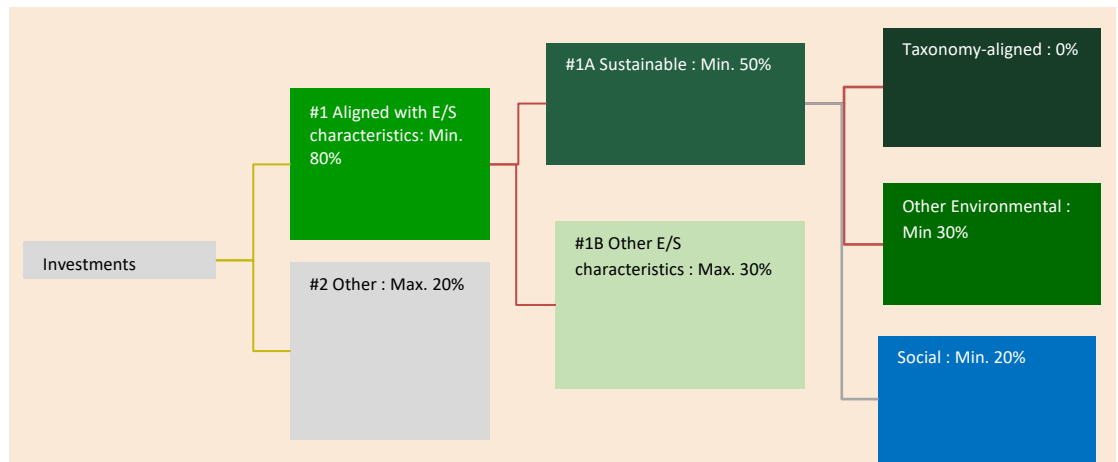 Investments
#1 Aligned with E/S
characteristics: Min.
80%
#2 Other : Max. 20%
#1A Sustainable : Min. 50%
#1B Other E/S
characteristics : Max. 30%
Taxonomy-aligned : 0%
Other Environmental :
Min 30%
Social : Min. 20%